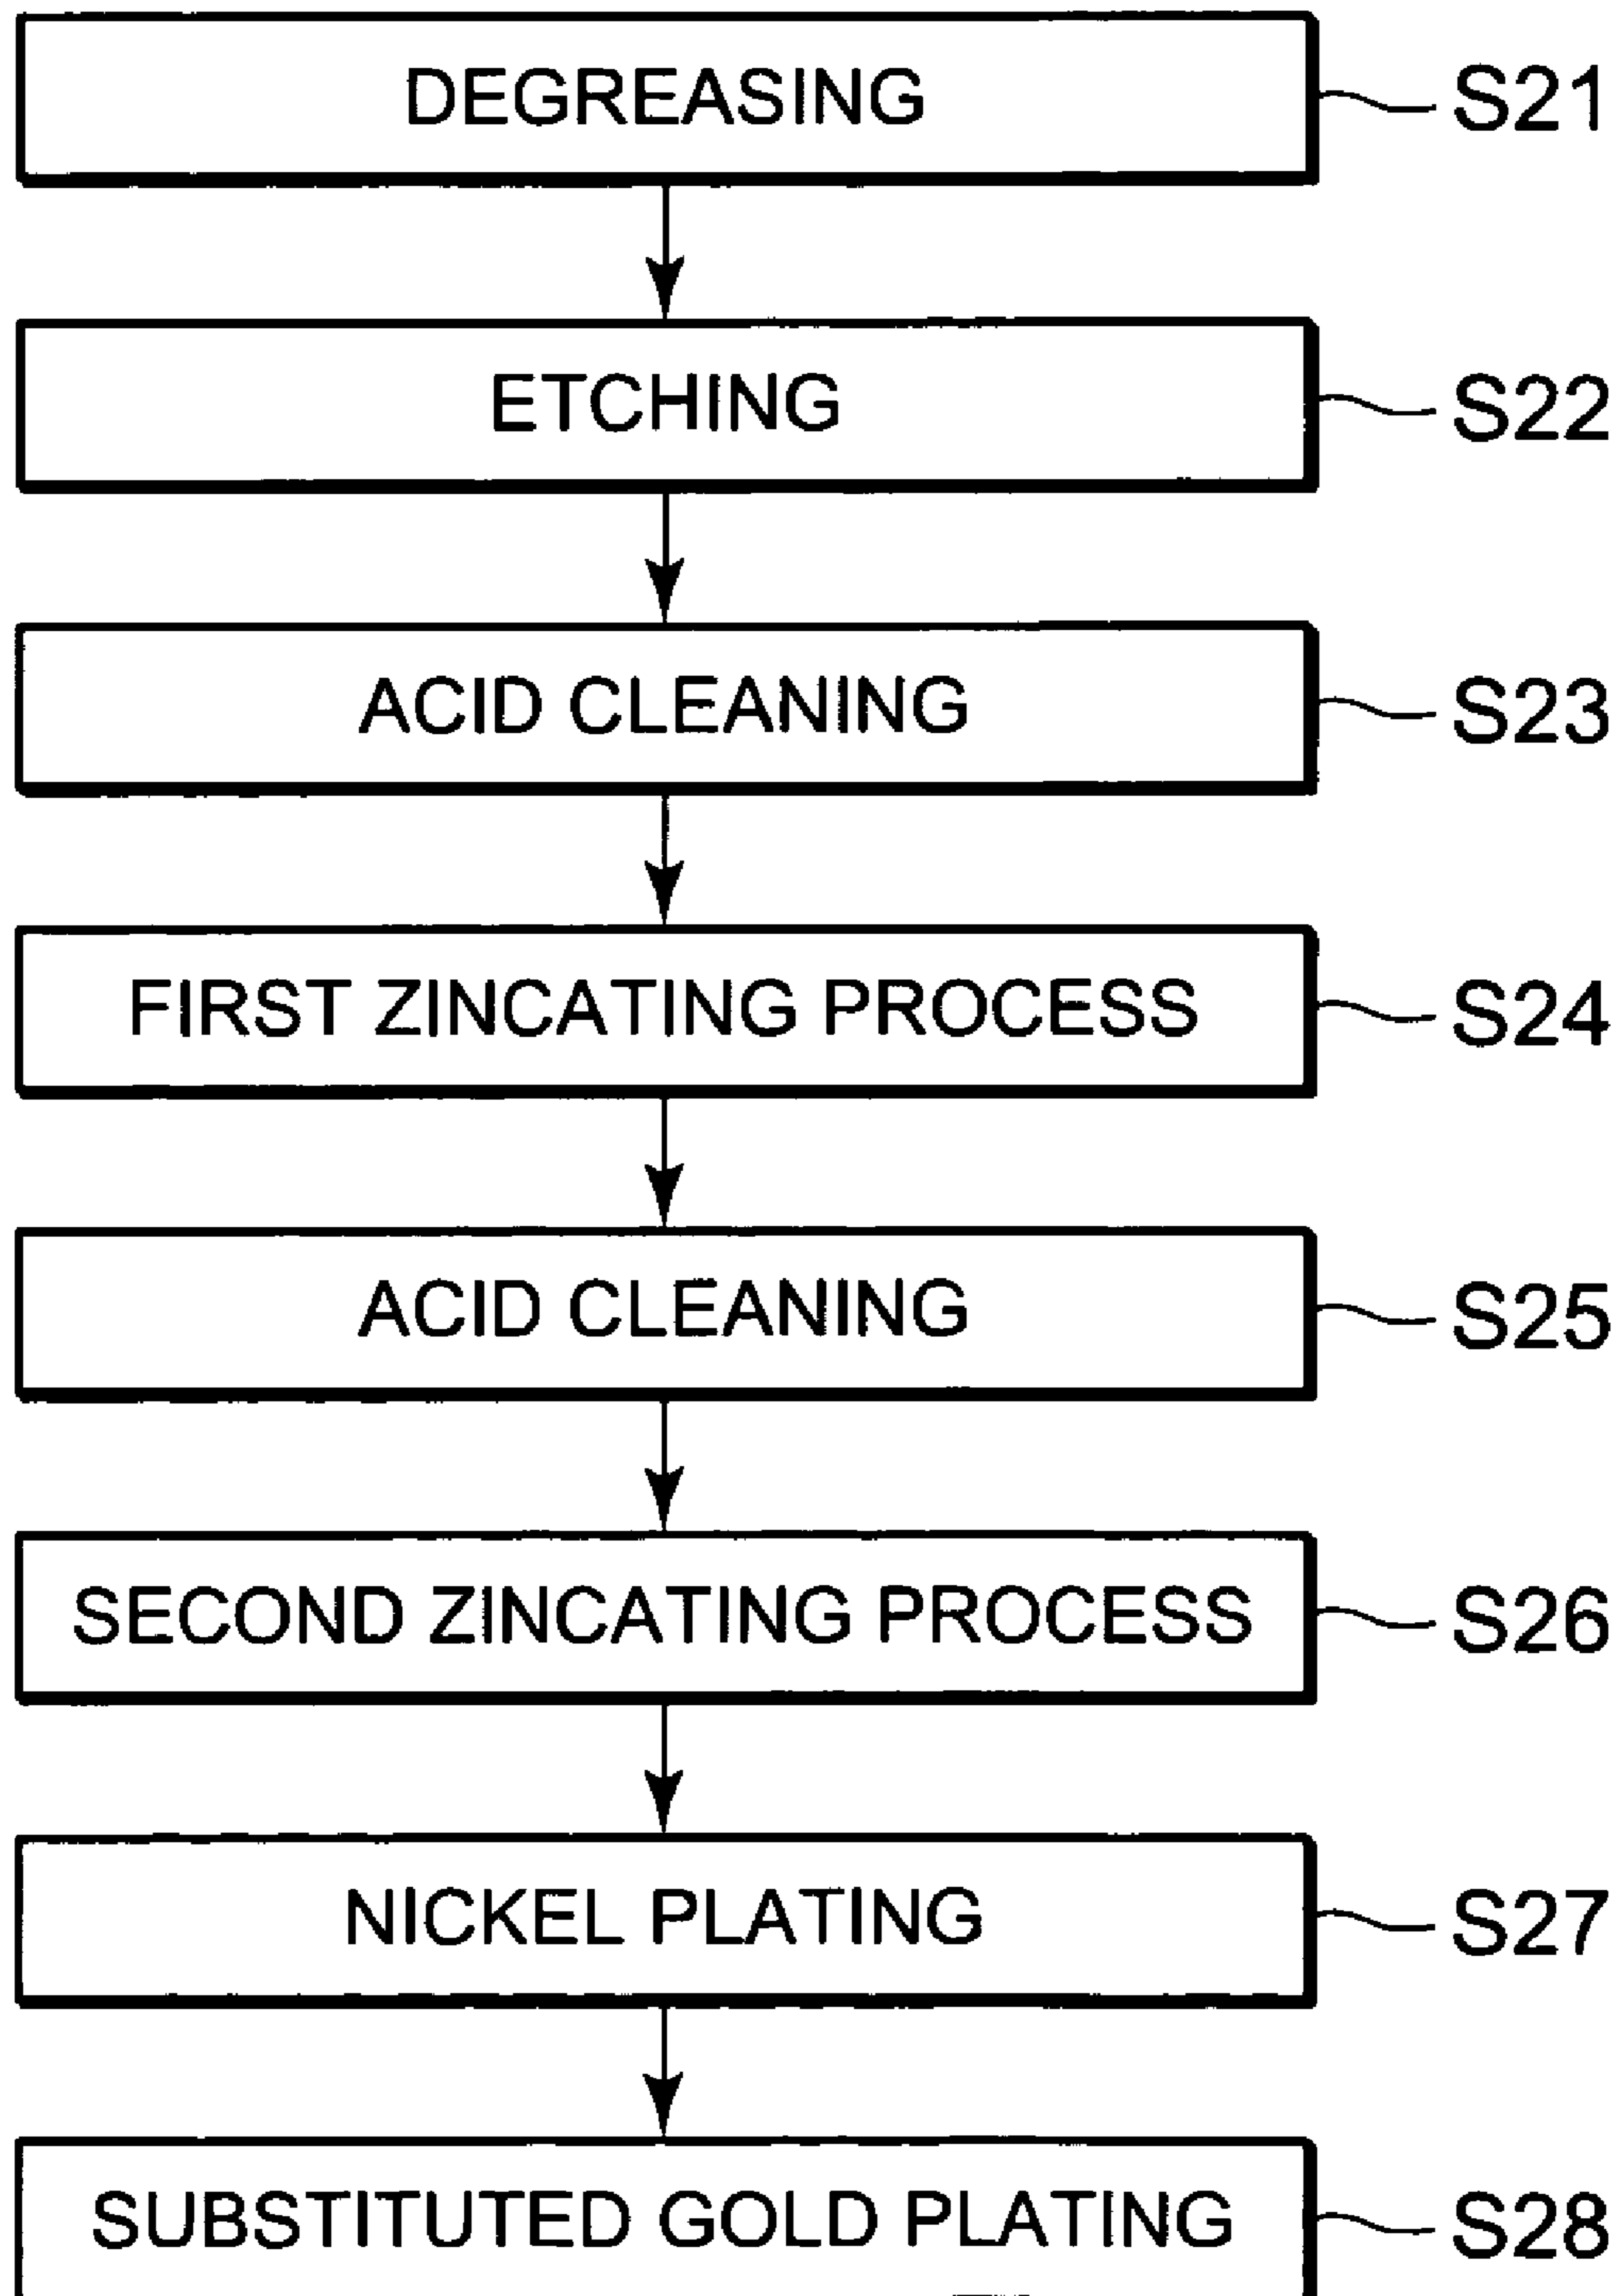 DEGREASING S21
ETCHING S22
ACID CLEANING S23
FIRST ZINCATING PROCESS S24
ACID CLEANING S25
SECOND ZINCATING PROCESS S26
NICKEL PLATING S27
SUBSTITUTED GOLD PLATING S28